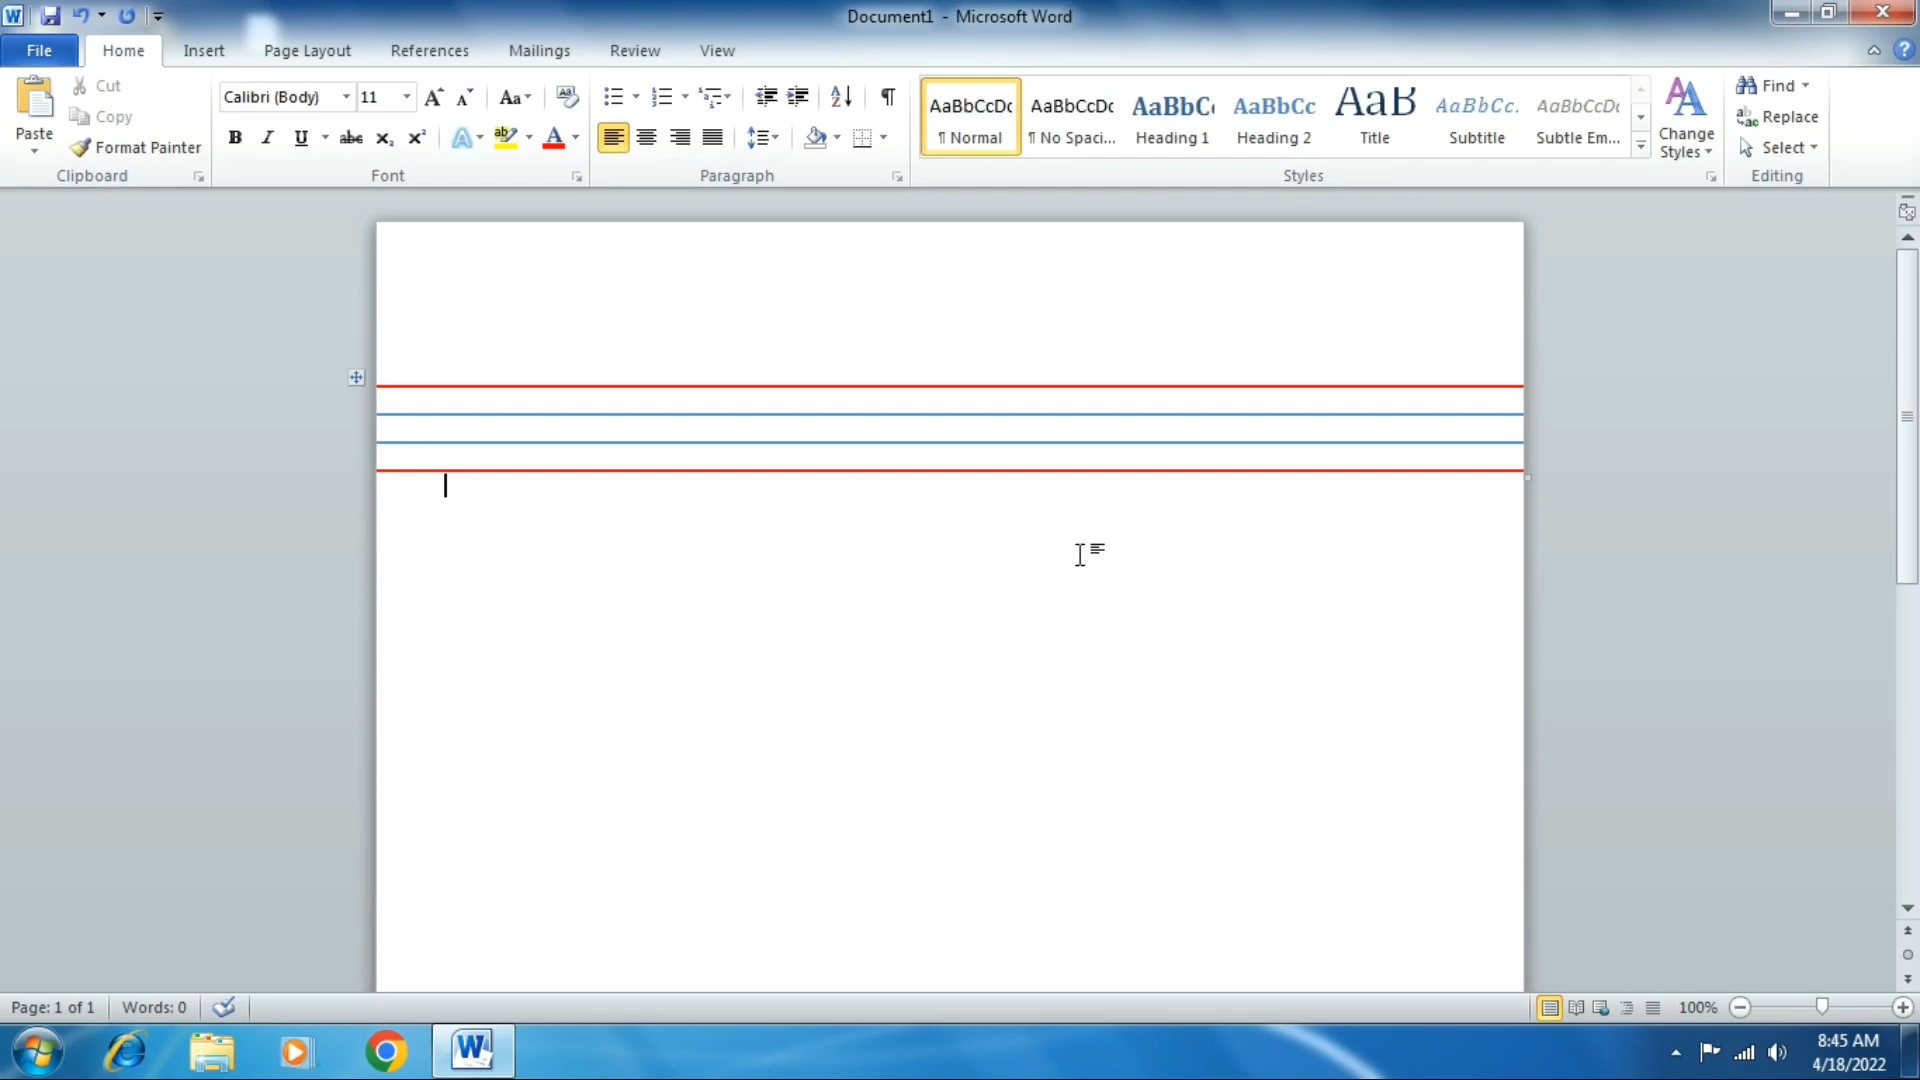 Document1 - Microsoft Word
File Home Insert Page Layout References Mailings Review View
Paste
Cut
Copy
Format Painter
Clipboard
Calibri (Body) 11
Font
Paragraph
AaBbCcDc AaBbCcDc AaBbC AaBbCc AaB AaBbCc. AaBbCcDc
¶ Normal ¶ No Spaci... Heading 1 Heading 2 Title Subtitle Subtle Em...
Styles
Change Styles
Find
Replace
Select
Editing
Page: 1 of 1 Words: 0
100%
8:45 AM
4/18/2022